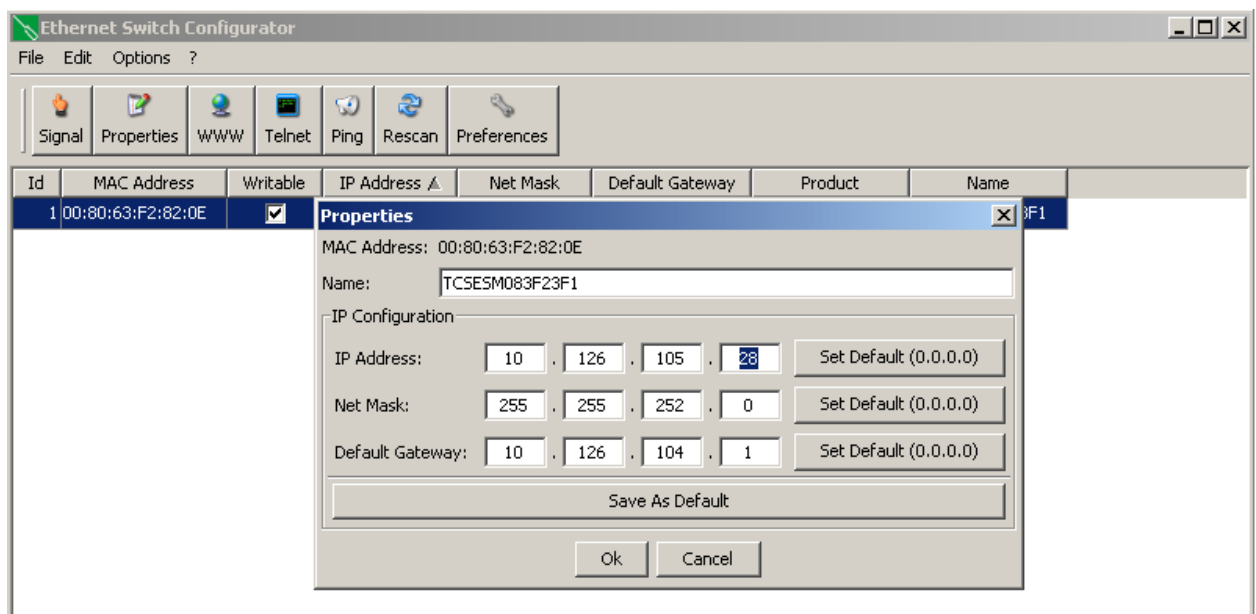 Ethernet Switch Configurator
File Edit Options ?
Signal Properties WWW Telnet Ping Rescan Preferences
Id MAC Address Writable IP Address Net Mask Default Gateway Product Name
1 00:80:63:F2:82:0E 3F1
Properties
MAC Address: 00:80:63:F2:82:0E
Name: TCSESM083F23F1
IP Configuration
IP Address: 10 . 126 . 105 . 28 Set Default (0.0.0.0)
Net Mask: 255 . 255 . 252 . 0 Set Default (0.0.0.0)
Default Gateway: 10 . 126 . 104 . 1 Set Default (0.0.0.0)
Save As Default
Ok Cancel